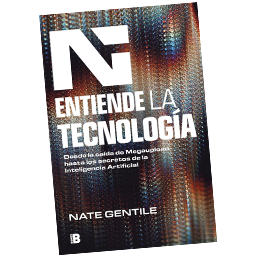 N
ENTIENDE LA
TECNOLOGÍA
Desde la caída de Megaupload
hasta los secretos de la
Inteligencia Artificial
NATE GENTILE
B